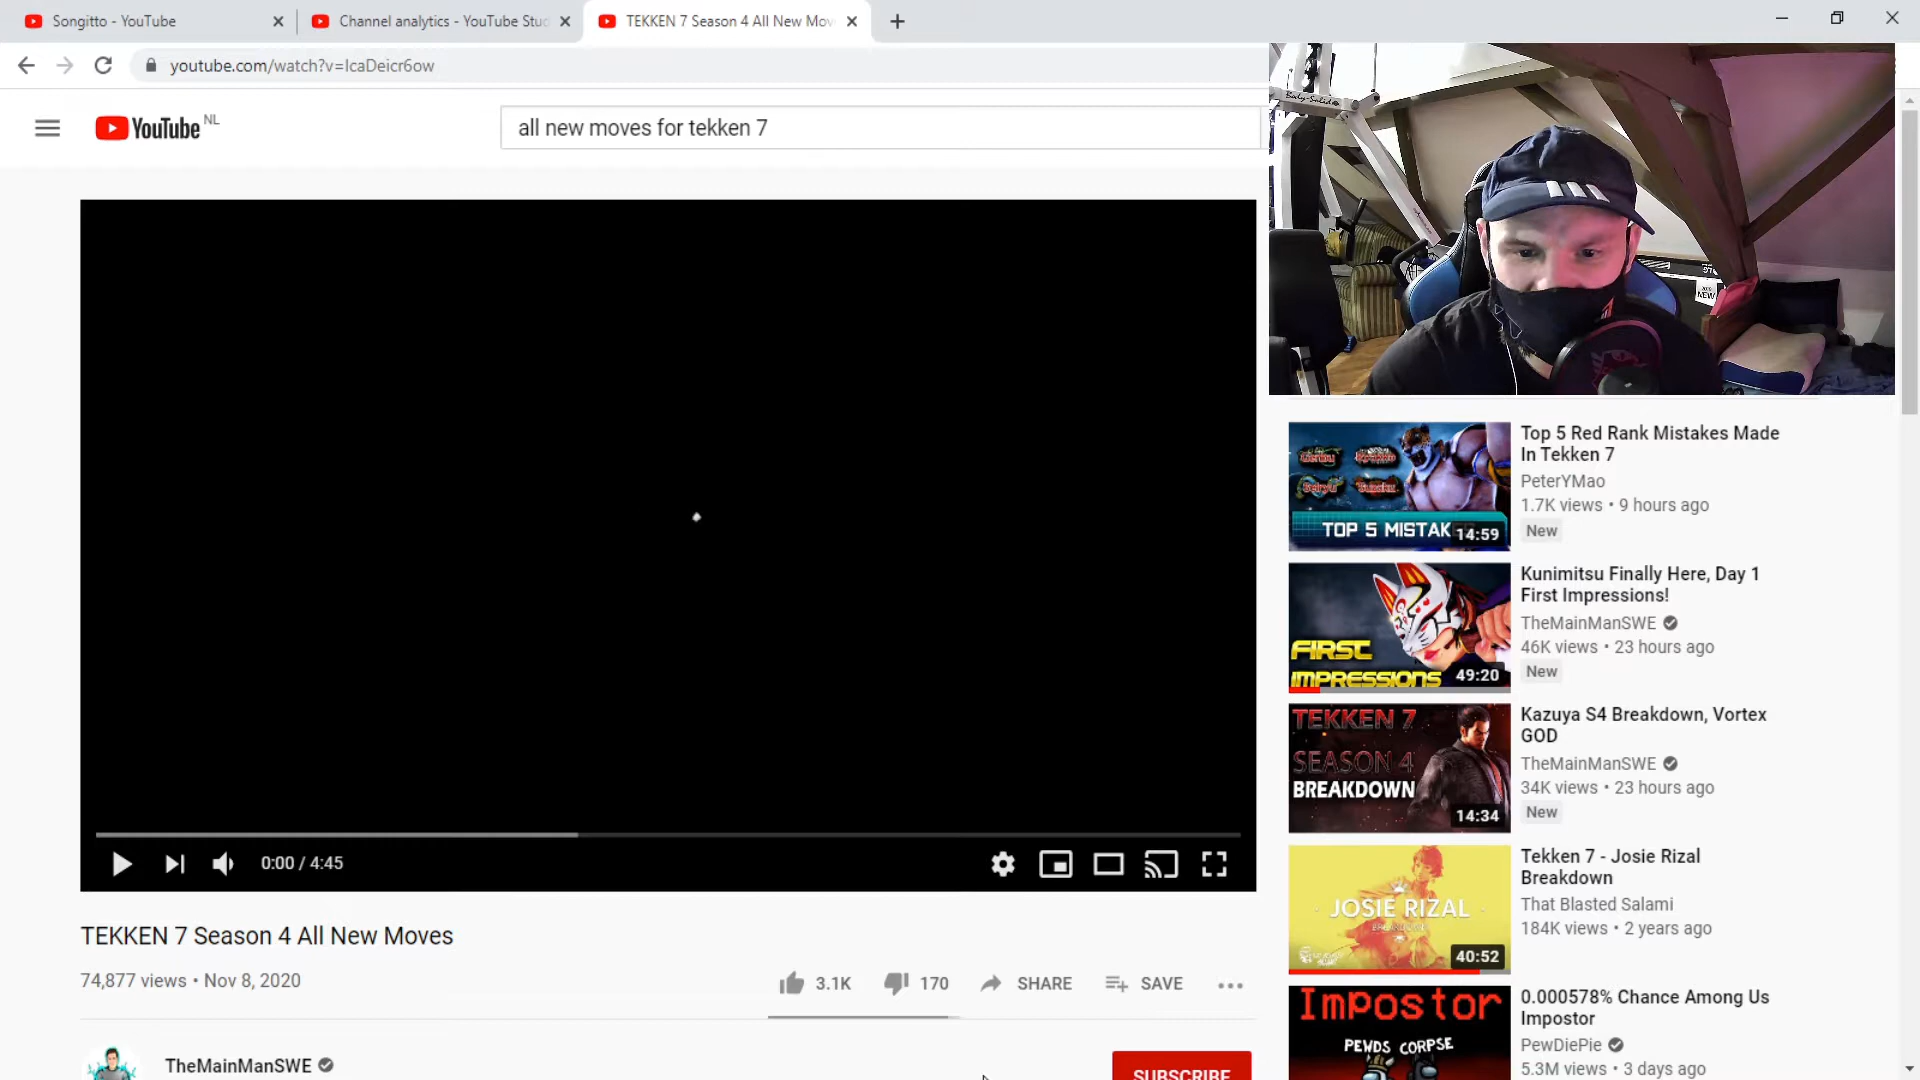 Songitto - YouTube
Channel analytics - YouTube Stud
TEKKEN 7 Season 4 All New Mov
youtube.com/watch?v=IcaDeicr6ow
YouTube NL
all new moves for tekken 7
Body-Solid
NEW
TOP 5 MISTAK
14:59
Top 5 Red Rank Mistakes Made
In Tekken 7
PeterYMao
1.7K views • 9 hours ago
New
FIRST
IMPRESSIONS
49:20
Kunimitsu Finally Here, Day 1
First Impressions!
TheMainManSWE
46K views • 23 hours ago
New
TEKKEN 7
SEASON 4
BREAKDOWN
14:34
Kazuya S4 Breakdown, Vortex
GOD
TheMainManSWE
34K views • 23 hours ago
New
JOSIE RIZAL
BREAKDOWN
40:52
Tekken 7 - Josie Rizal
Breakdown
That Blasted Salami
184K views • 2 years ago
Impostor
PEWDS CORPSE
0.000578% Chance Among Us
Impostor
PewDiePie
5.3M views • 3 days ago
0:00 / 4:45
TEKKEN 7 Season 4 All New Moves
74,877 views • Nov 8, 2020
3.1K
170
SHARE
SAVE
TheMainManSWE
SUBSCRIBE